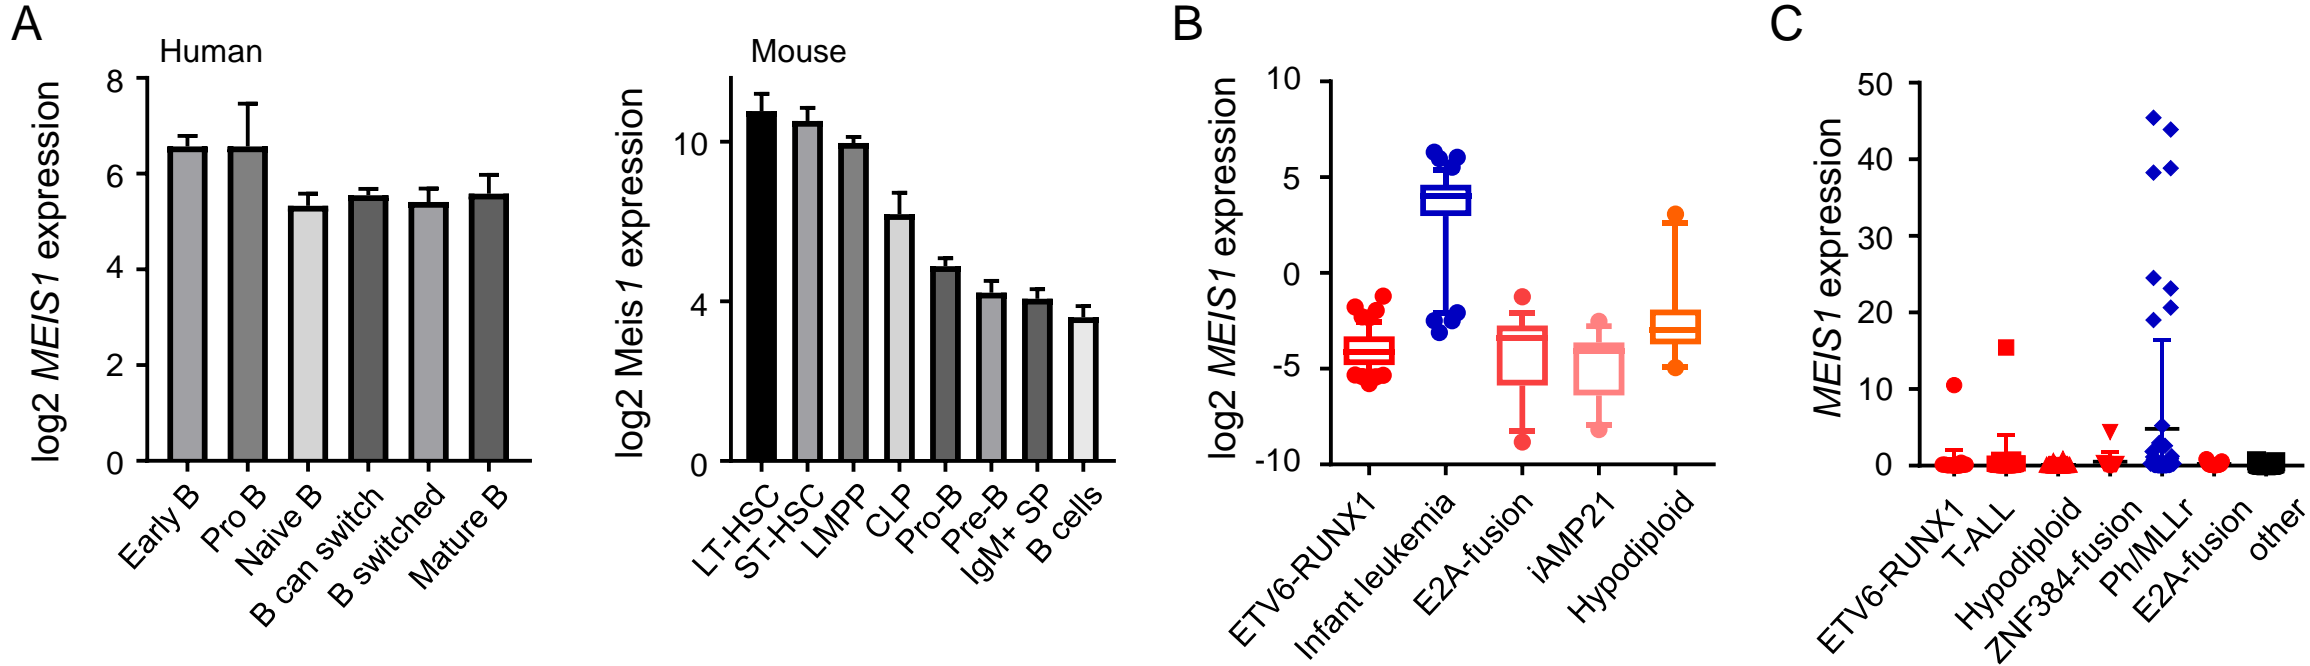 A
Human
log2 MEIS1 expression
8
6
4
2
0
Early B
Pro B
Naive B
B can switch
B switched
Mature B
Mouse
log2 Meis1 expression
10
4
0
LT-HSC
ST-HSC
LMPP
CLP
Pro-B
Pre-B
IgM+ SP
B cells
B
log2 MEIS1 expression
10
5
0
-5
-10
ETV6-RUNX1
Infant leukemia
E2A-fusion
iAMP21
Hypodiploid
C
MEIS1 expression
50
40
30
20
10
0
ETV6-RUNX1
T-ALL
Hypodiploid
ZNF384-fusion
Ph/MLLr
E2A-fusion
other